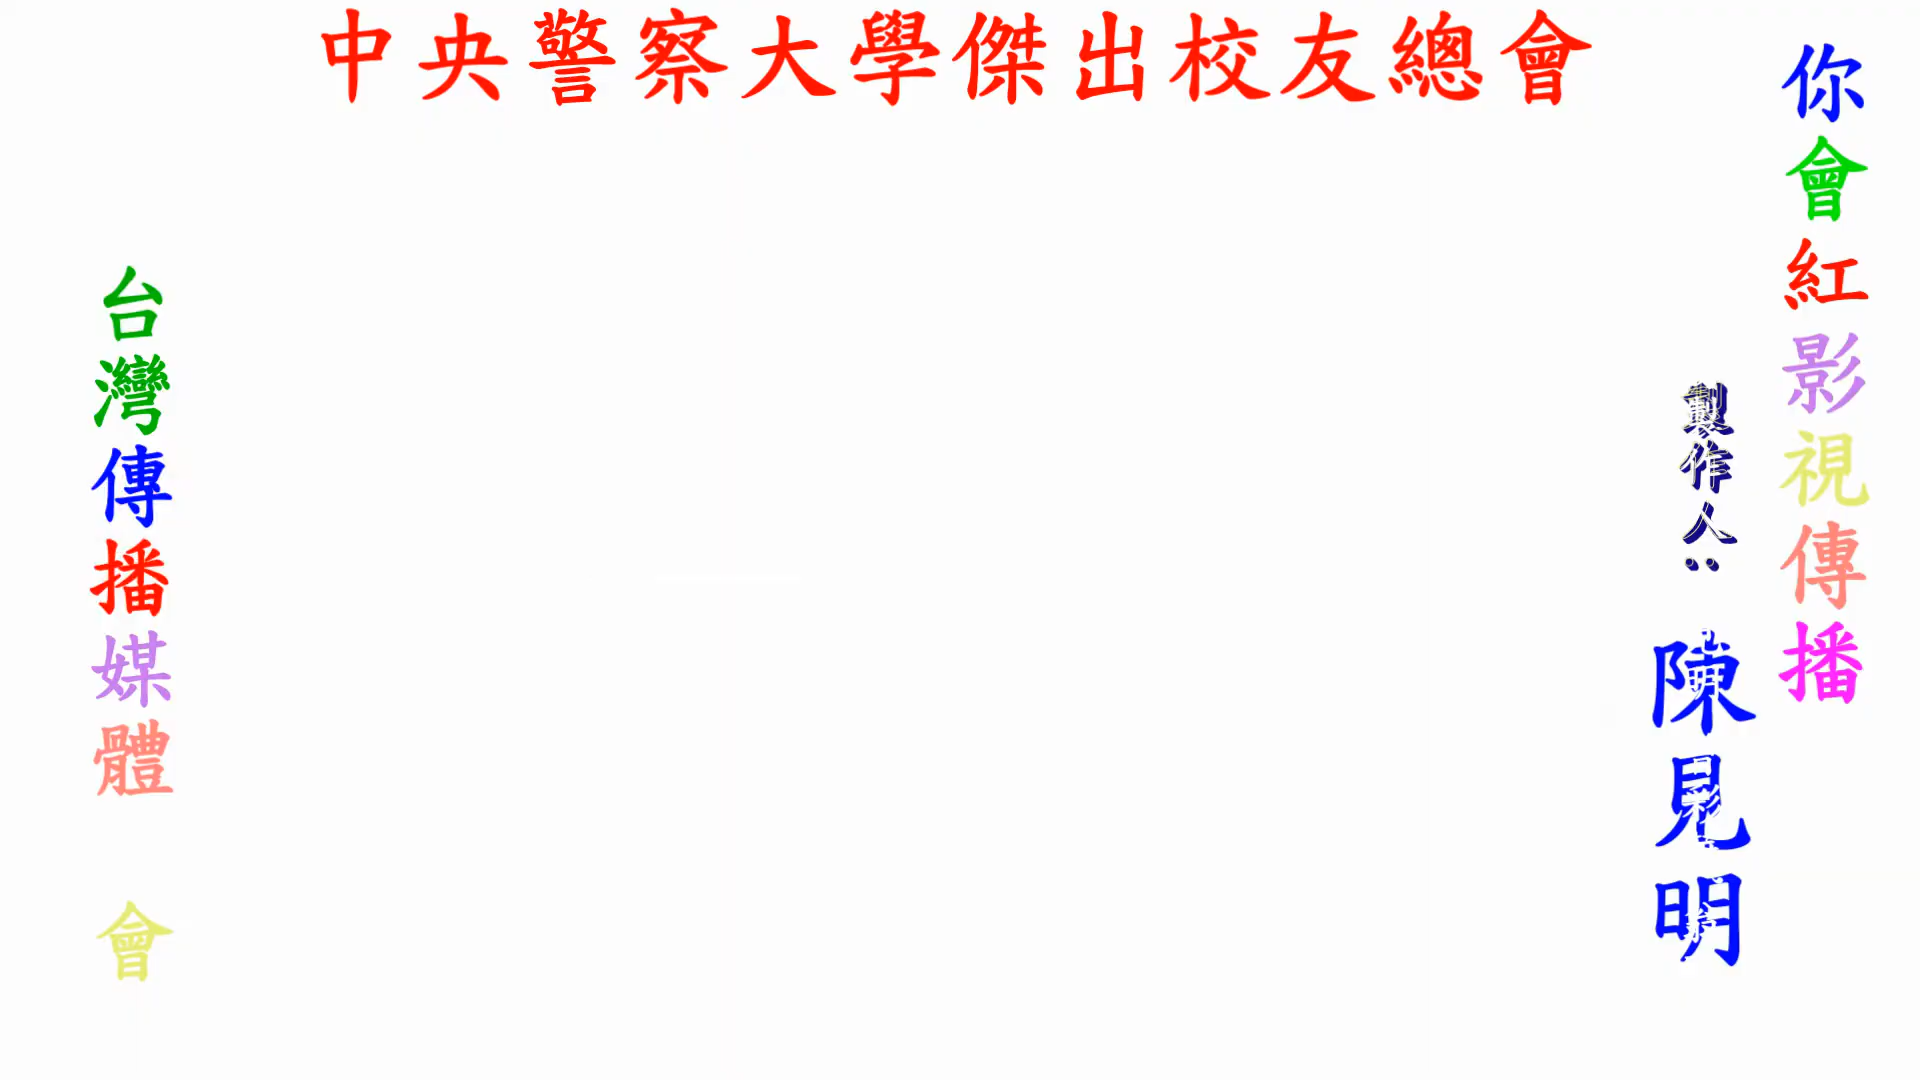 中央警察大學傑出校友總會
你會紅影視傳播
製作人：
陳見明
台灣傳播媒體 會